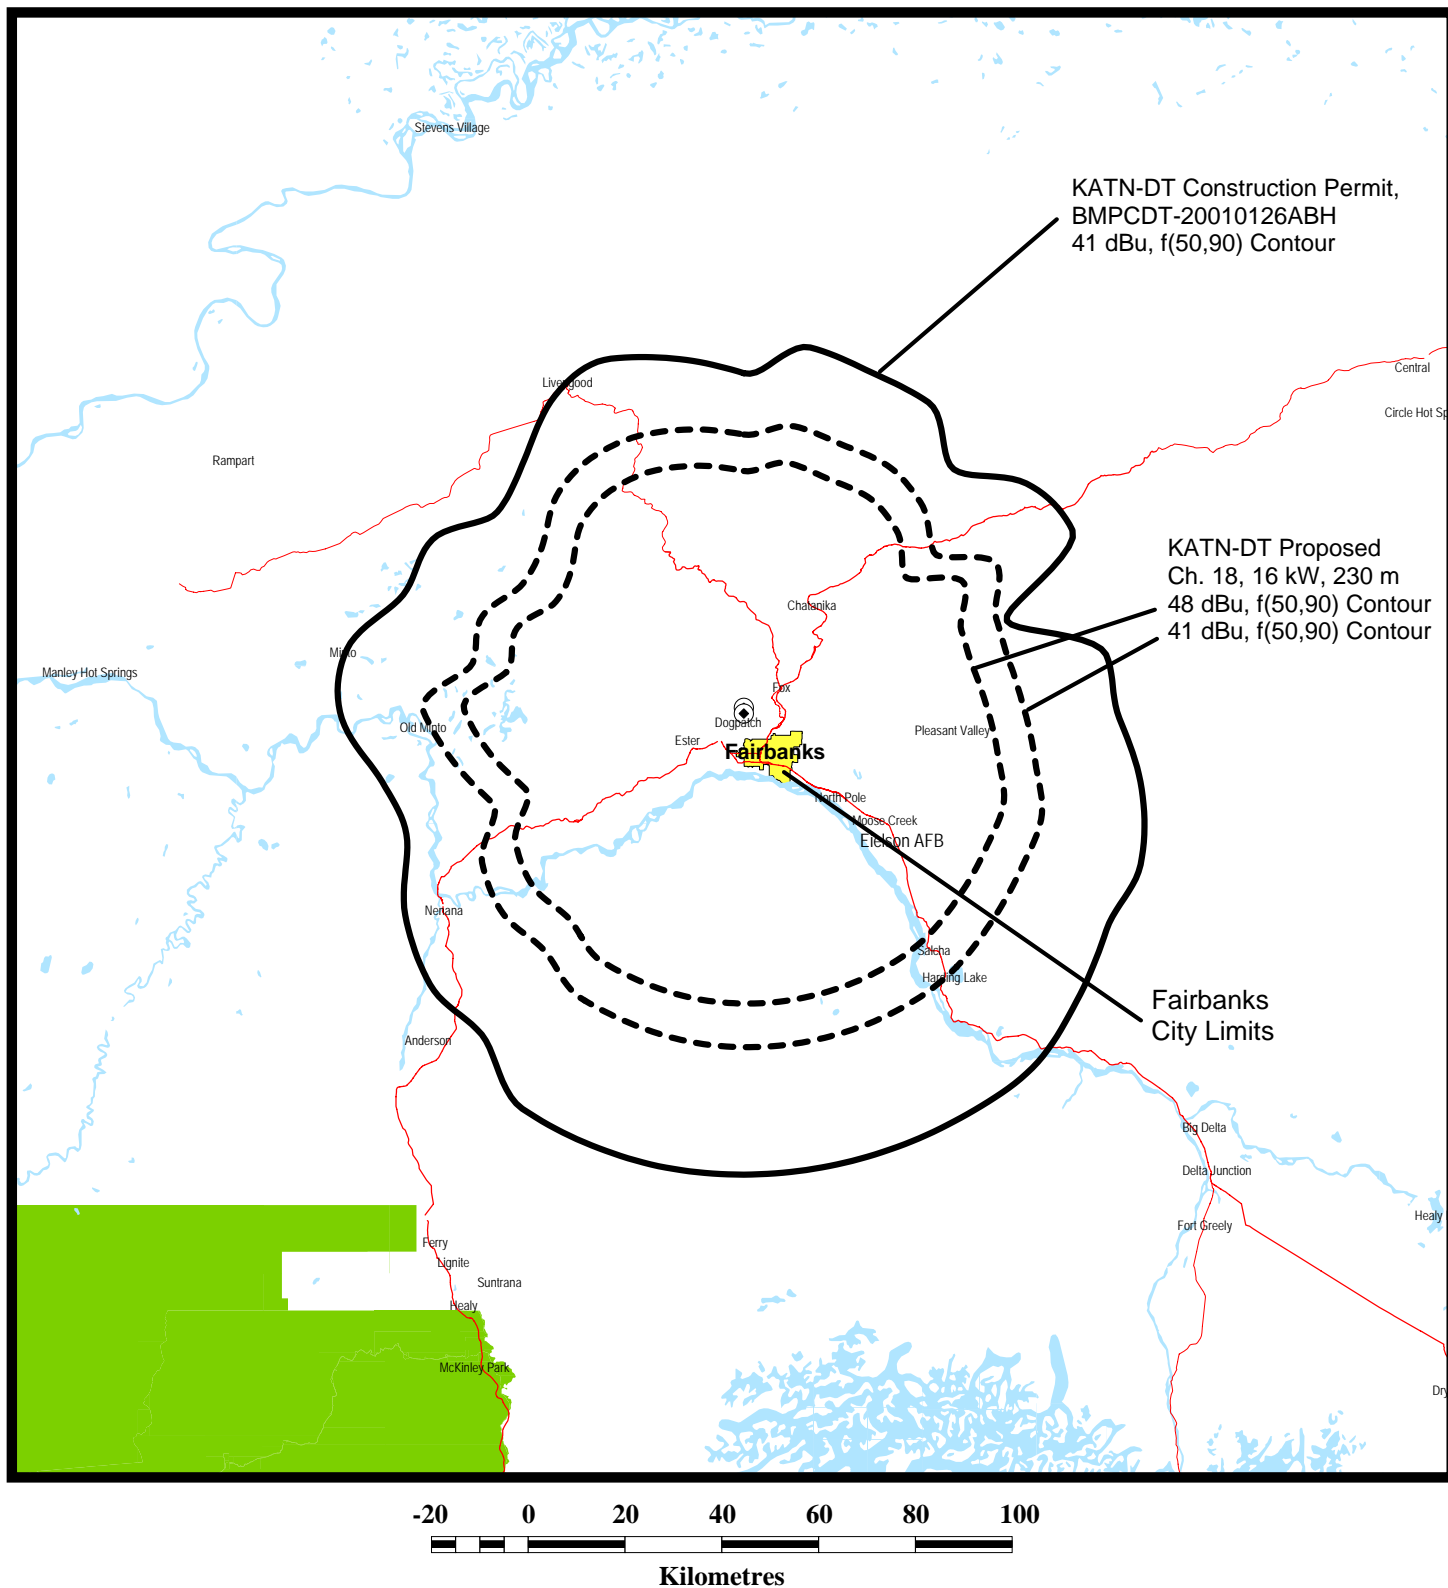 Stevens Village
KATN-DT Construction Permit,
BMPCDT-20010126ABH
41 dBu, f(50,90) Contour
Central
Livengood
Circle Hot Sp
Rampart
KATN-DT Proposed
Ch. 18, 16 kW, 230 m
48 dBu, f(50,90) Contour
41 dBu, f(50,90) Contour
Chatanika
Minto
Manley Hot Springs
Fox
Old Minto
Dogpatch
Pleasant Valley
Ester
Fairbanks
North Pole
Moose Creek
Eielson AFB
Nenana
Salcha
Harding Lake
Fairbanks
City Limits
Anderson
Big Delta
Delta Junction
Healy
Fort Greely
Ferry
Lignite
Suntrana
Healy
McKinley Park
Dry
-20 0 20 40 60 80 100
Kilometres